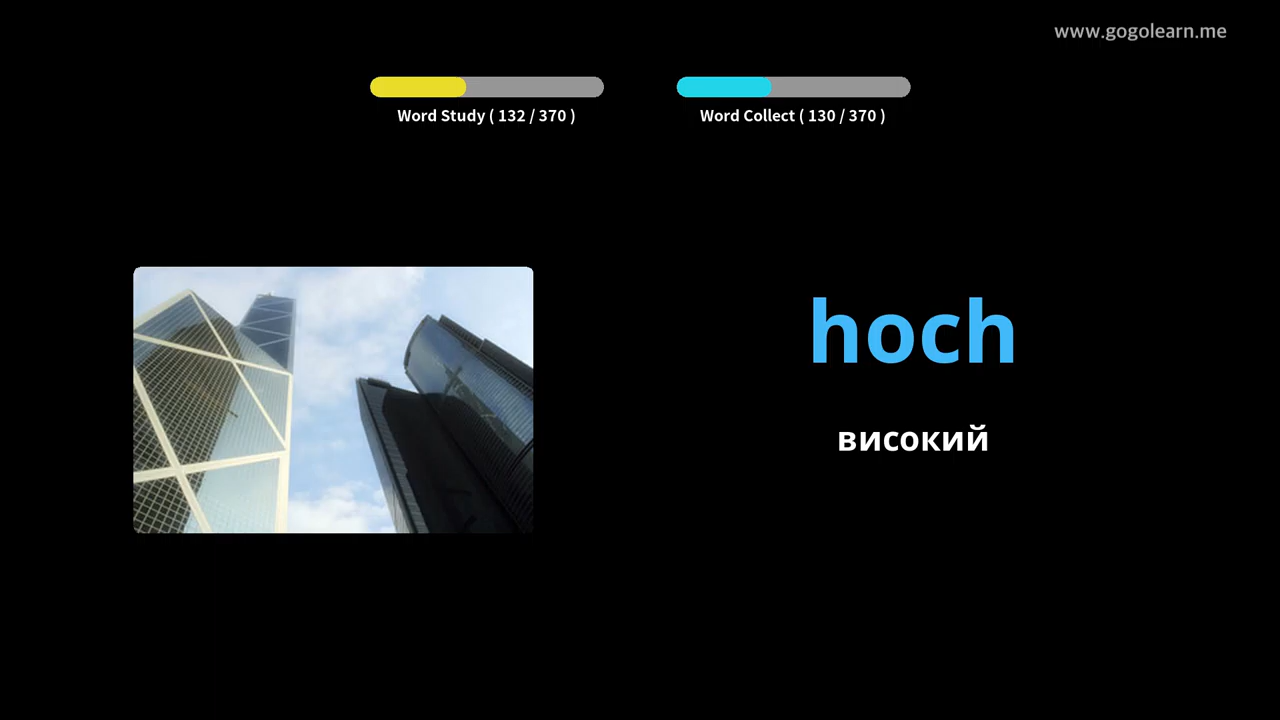 www.gogolearn.me
Word Study ( 132 / 370 )
Word Collect ( 130 / 370 )
hoch
високий